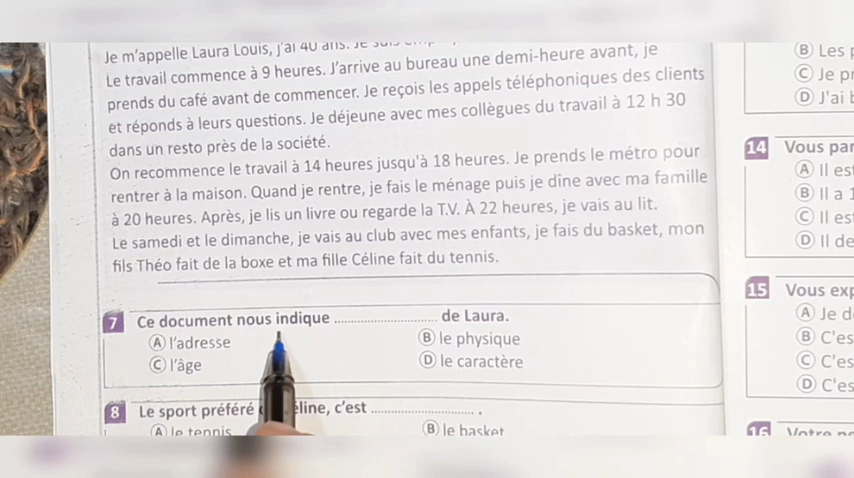 Je m'appelle Laura Louis, j'ai 40 ans. Je suis
Le travail commence à 9 heures. J'arrive au bureau une demi-heure avant, je
prends du café avant de commencer. Je reçois les appels téléphoniques des clients
et réponds à leurs questions. Je déjeune avec mes collègues du travail à 12 h 30
dans un resto près de la société.
On recommence le travail à 14 heures jusqu'à 18 heures. Je prends le métro pour
rentrer à la maison. Quand je rentre, je fais le ménage puis je dîne avec ma famille
à 20 heures. Après, je lis un livre ou regarde la T.V. À 22 heures, je vais au lit.
Le samedi et le dimanche, je vais au club avec mes enfants, je fais du basket, mon
fils Théo fait de la boxe et ma fille Céline fait du tennis.
7 Ce document nous indique .......................... de Laura.
A l'adresse B le physique
C l'âge D le caractère
8 Le sport préféré éline, c'est .......................... .
A le tennis B le basket
B Les
C Je
D J'ai
14 Vous
A Il
B Il a
C Il
D Il
15 Vous
A Je
B C'es
C C'es
D C'es
16 Votre